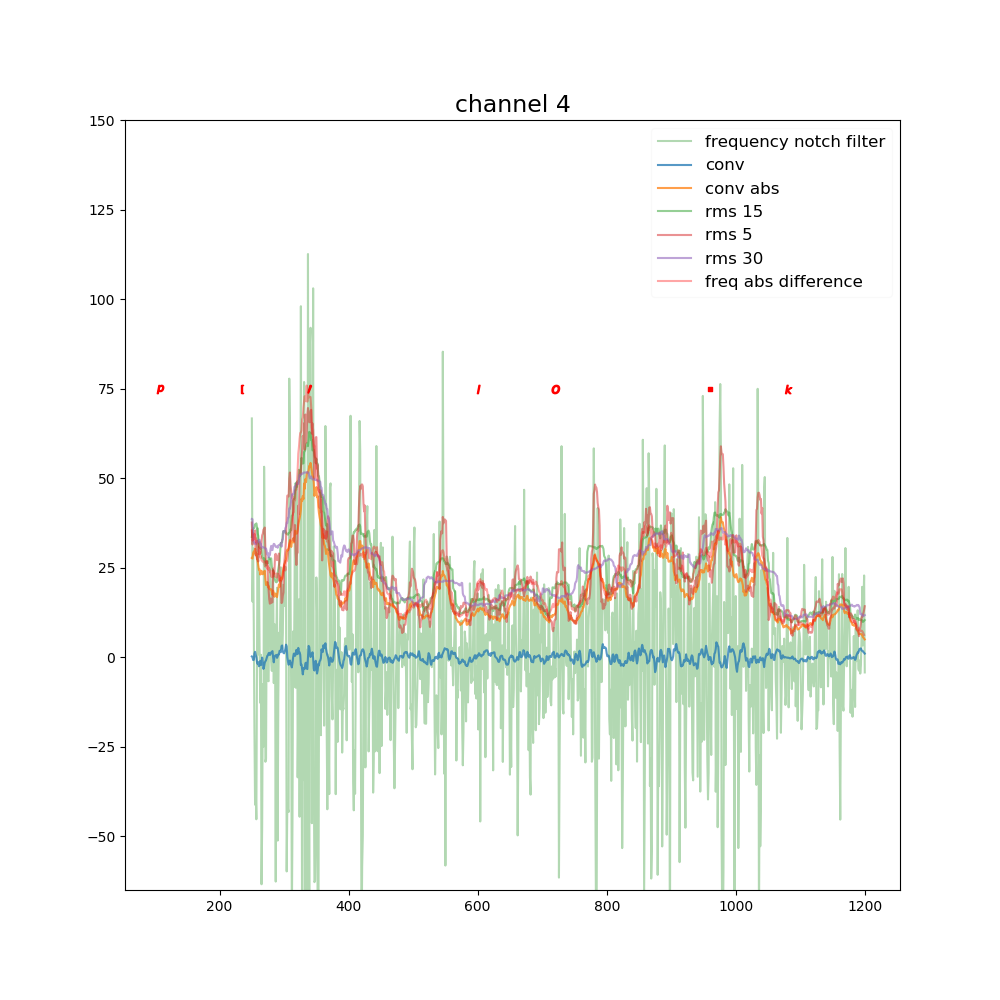 channel 4
150
125
100
75
50
25
0
−25
−50
frequency notch filter
conv
conv abs
rms 15
rms 5
rms 30
freq abs difference
p l O k
200 400 600 800 1000 1200